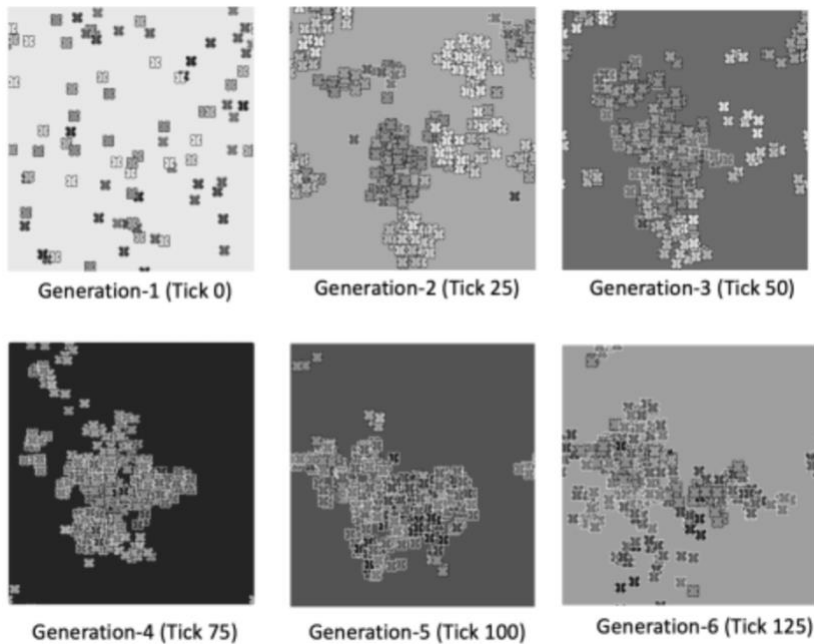 Generation-1 (Tick 0)
Generation-2 (Tick 25)
Generation-3 (Tick 50)
Generation-4 (Tick 75)
Generation-5 (Tick 100)
Generation-6 (Tick 125)